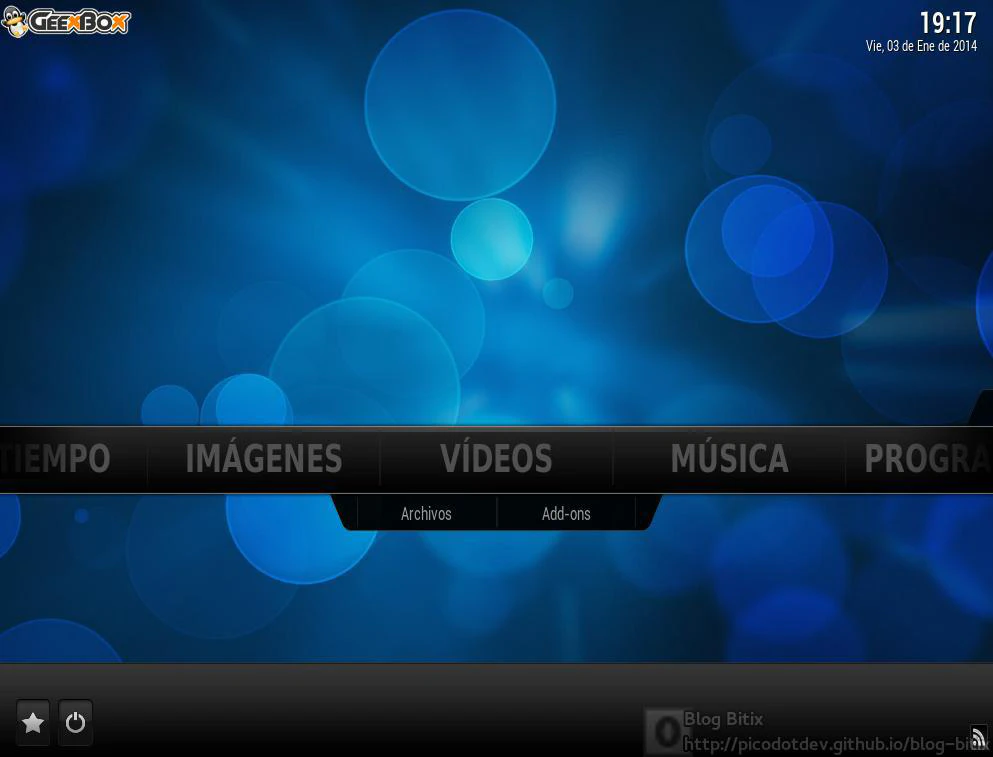 GEEXBOX
19:17
Vie, 03 de Ene de 2014
TIEMPO IMÁGENES VÍDEOS MÚSICA PROGRA
Archivos Add-ons
Blog Bitix
http://picodotdev.github.io/blog-bitix